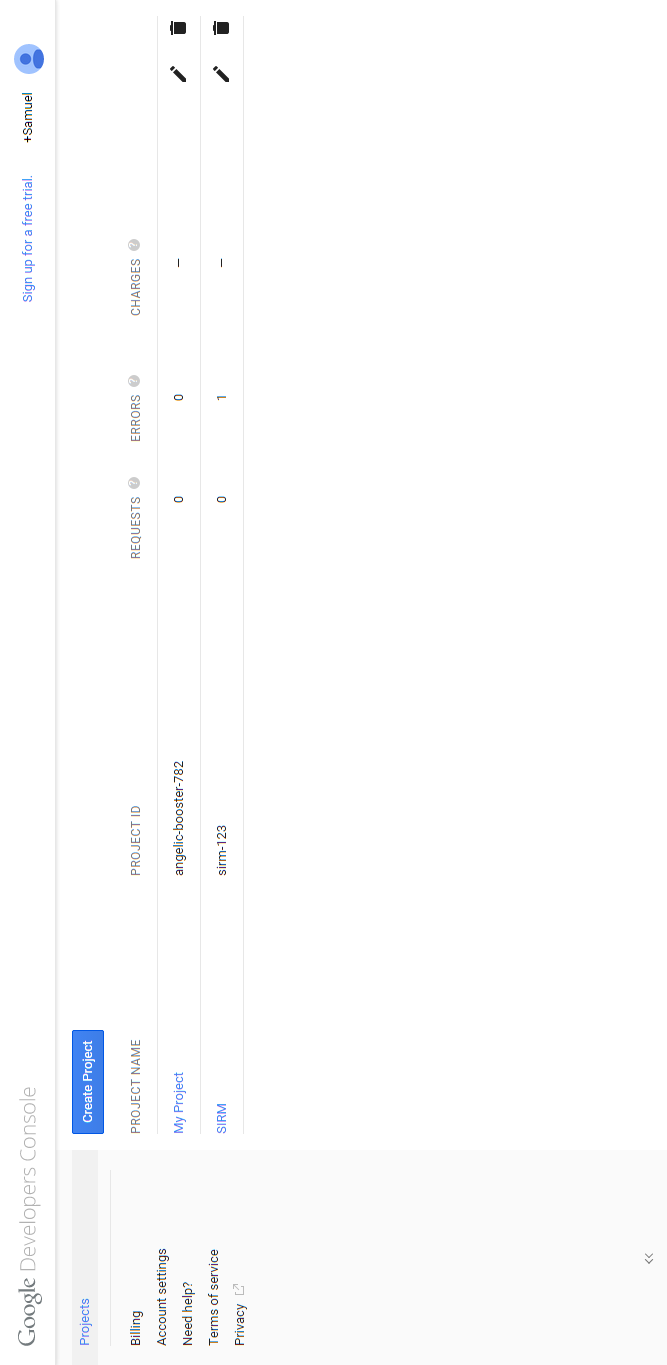 Google Developers Console
Sign up for a free trial.
+Samuel
Projects
Billing
Account settings
Need help?
Terms of service
Privacy
Create Project
PROJECT NAME PROJECT ID REQUESTS ? ERRORS ? CHARGES ?
My Project angelic-booster-782 0 0 –
SIRM sirm-123 0 1 –